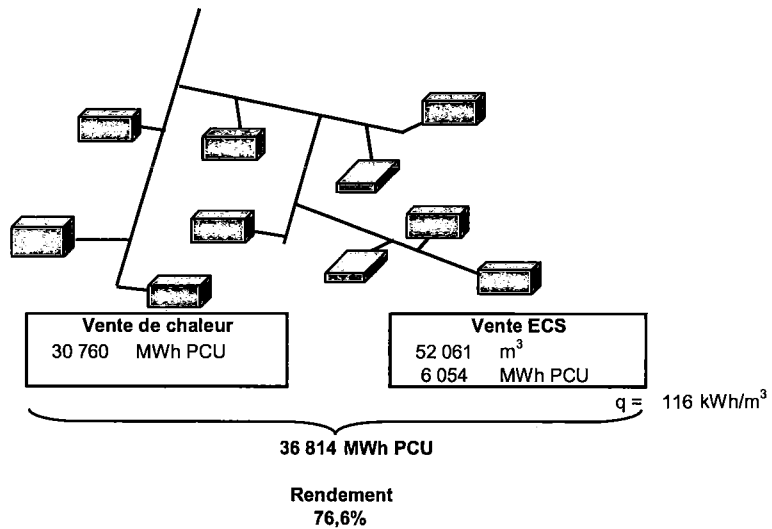 Vente de chaleur
30 760 MWh PCU
Vente ECS
52 061 m³
6 054 MWh PCU
q = 116 kWh/m³
36 814 MWh PCU
Rendement
76,6%